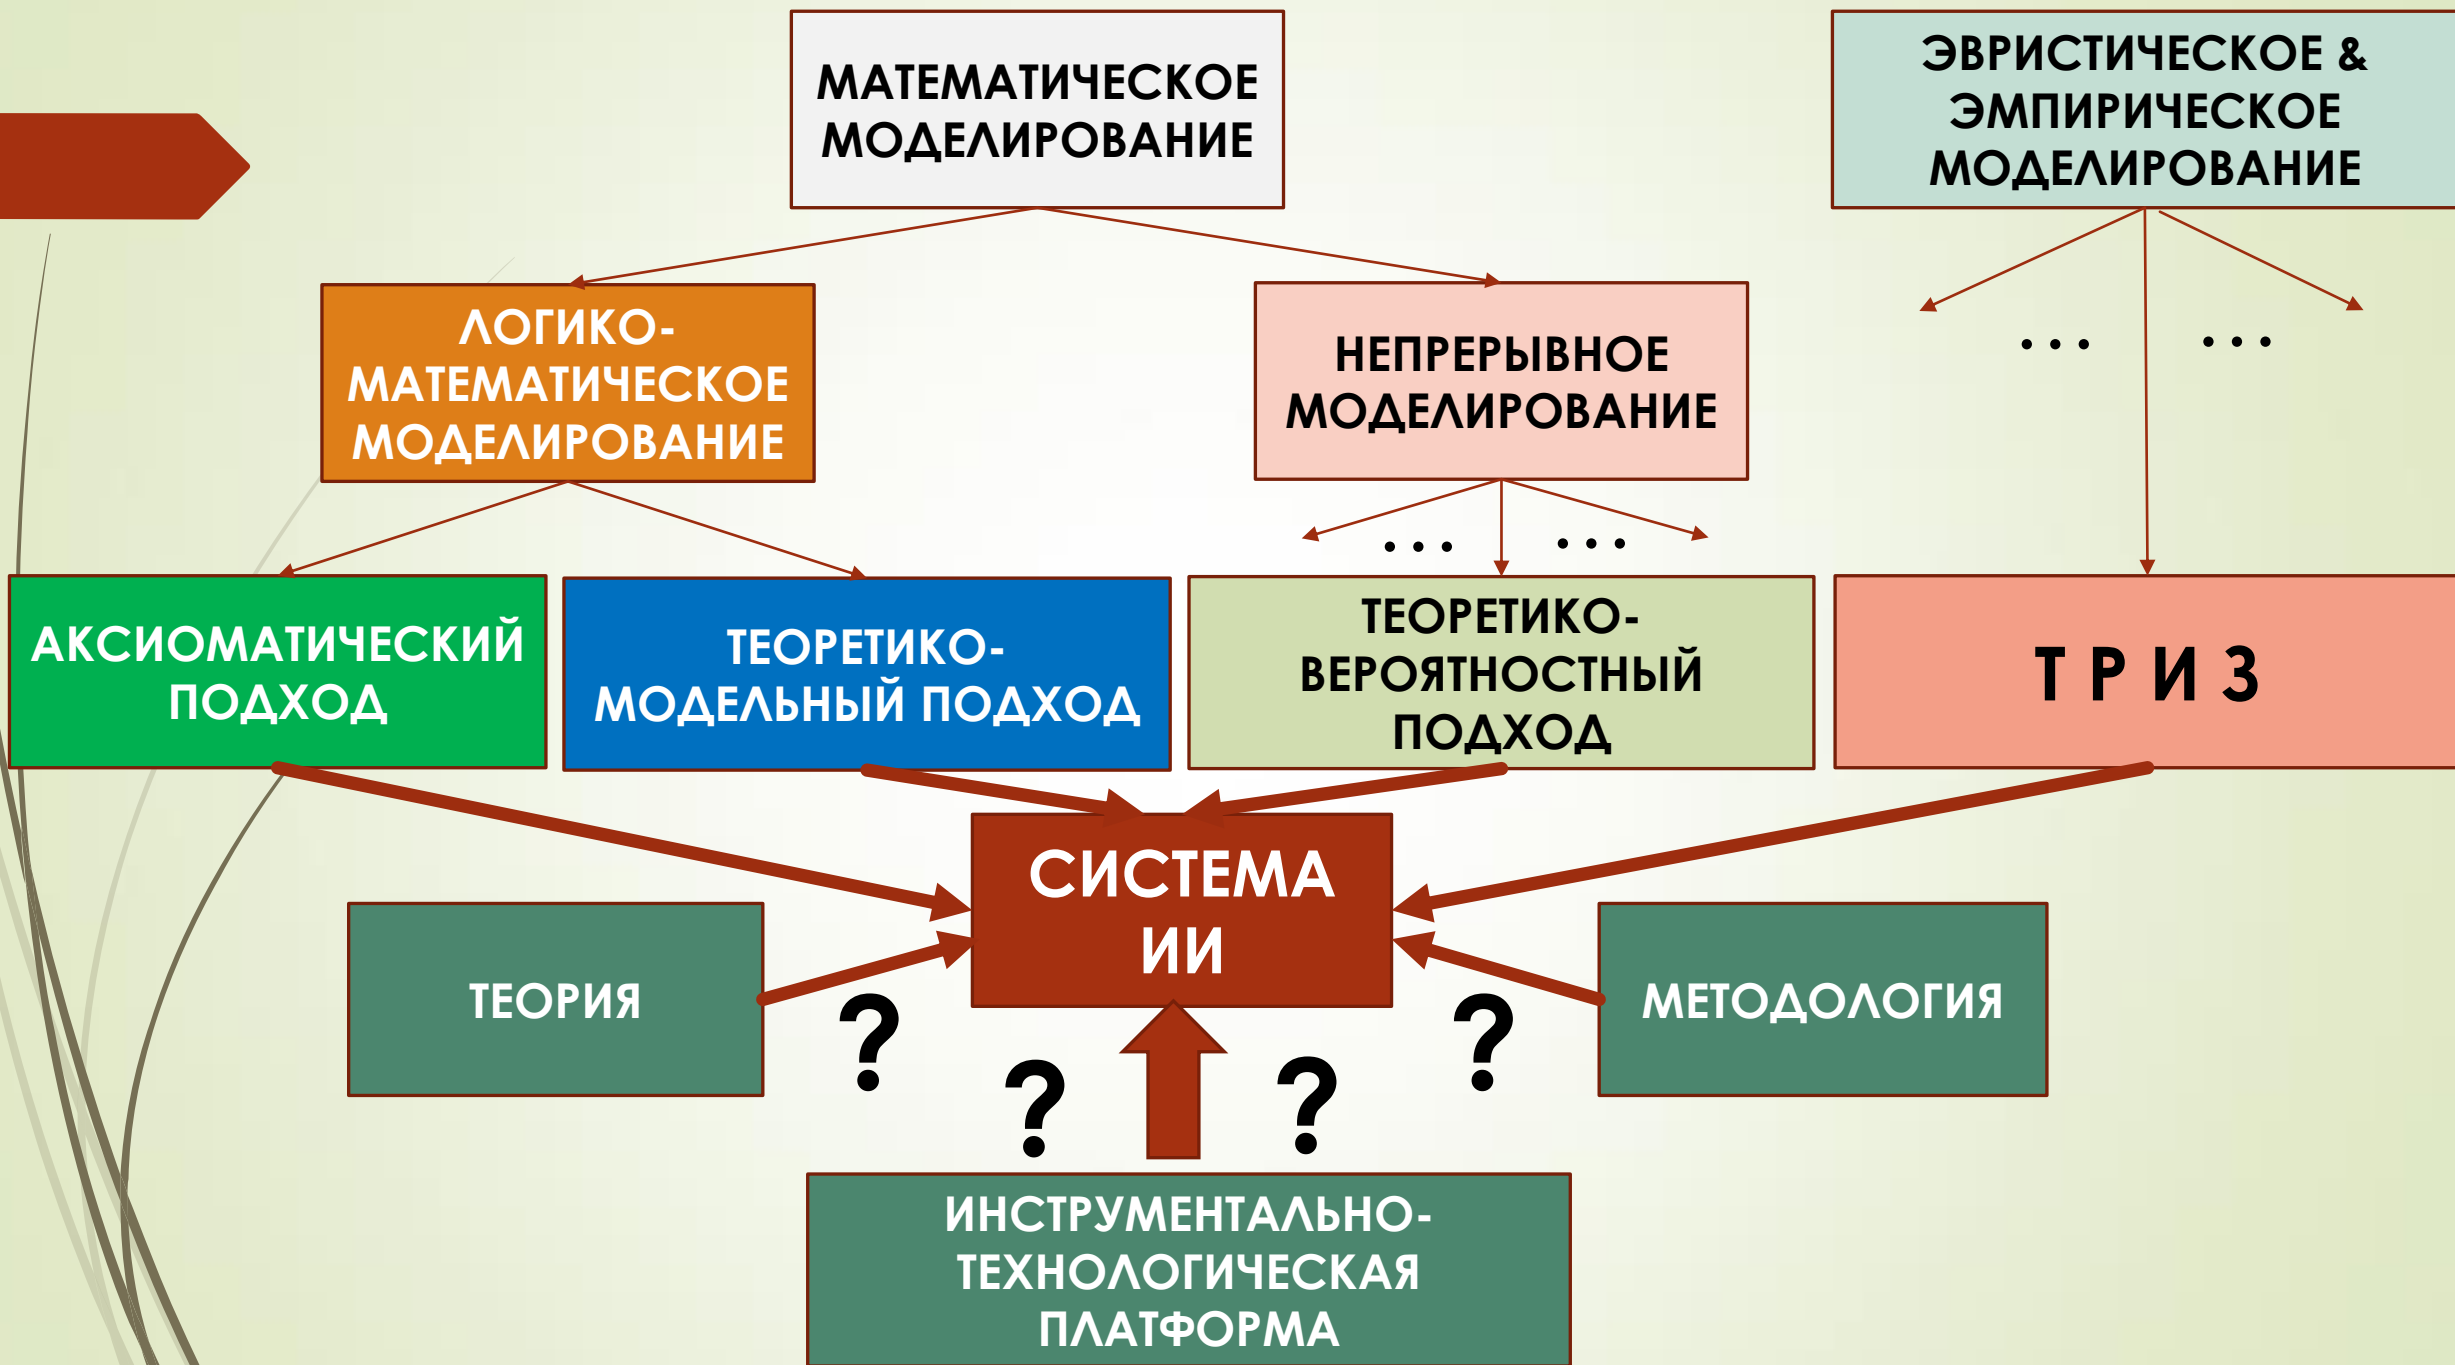 МАТЕМАТИЧЕСКОЕ
МОДЕЛИРОВАНИЕ
ЭВРИСТИЧЕСКОЕ &
ЭМПИРИЧЕСКОЕ
МОДЕЛИРОВАНИЕ
ЛОГИКО-
МАТЕМАТИЧЕСКОЕ
МОДЕЛИРОВАНИЕ
НЕПРЕРЫВНОЕ
МОДЕЛИРОВАНИЕ
... ...
... ...
АКСИОМАТИЧЕСКИЙ
ПОДХОД
ТЕОРЕТИКО-
МОДЕЛЬНЫЙ ПОДХОД
ТЕОРЕТИКО-
ВЕРОЯТНОСТНЫЙ
ПОДХОД
Т Р И З
СИСТЕМА
ИИ
ТЕОРИЯ
МЕТОДОЛОГИЯ
? ? ? ?
ИНСТРУМЕНТАЛЬНО-
ТЕХНОЛОГИЧЕСКАЯ
ПЛАТФОРМА